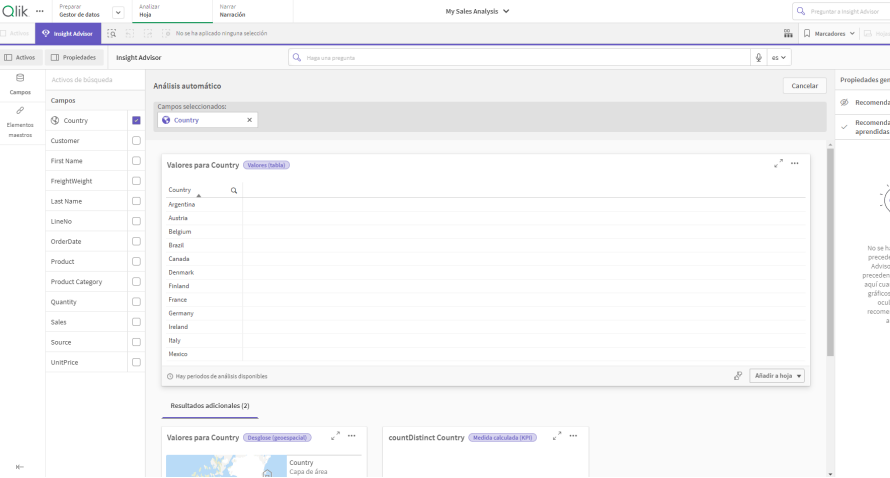 Qlik
Preparar
Gestor de datos
Analizar
Hoja
Narrar
Narración
My Sales Analysis
Preguntar a Insight Advisor
Activos
Insight Advisor
No se ha aplicado ninguna selección
Marcadores
Activos
Propiedades
Insight Advisor
Haga una pregunta
es
Campos
Elementos
maestros
Activos de búsqueda
Campos
Country
Customer
First Name
FreightWeight
Last Name
LineNo
OrderDate
Product
Product Category
Quantity
Sales
Source
UnitPrice
Análisis automático
Cancelar
Campos seleccionados:
Country
Valores para Country
Valores (tabla)
Country
Argentina
Austria
Belgium
Brazil
Canada
Denmark
Finland
France
Germany
Ireland
Italy
Mexico
Hay periodos de análisis disponibles
Añadir a hoja
Resultados adicionales (2)
Valores para Country
Desglose (geoespacial)
Country
Capa de área
countDistinct Country
Medida calculada (KPI)
Propiedades gen
Recomenda
Recomenda
aprendidas
No se ha
precede
Adviso
preceden
aquí cua
gráficos
ocul
recome
a